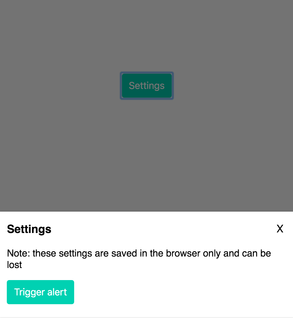 Settings
Settings X
Note: these settings are saved in the browser only and can be
lost
Trigger alert